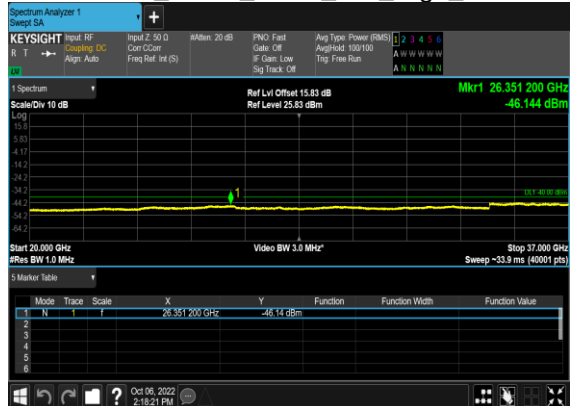 Spectrum Analyzer 1
Swept SA
+
KEYSIGHT Input: RF Input Z: 50 Ω #Atten: 20 dB PNO: Fast Avg Type: Power (RMS) 1 2 3 4 5 6
R T Coupling: DC Corr CCorr Gate: Off Avg|Hold: 100/100 A W W W W W
Align: Auto Freq Ref: Int (S) IF Gain: Low Trig: Free Run
LXI Sig Track: Off A N N N N N
1 Spectrum Ref Lvl Offset 15.83 dB Mkr1 26.351 200 GHz
Scale/Div 10 dB Ref Level 25.83 dBm -46.144 dBm
Log
15.8
5.83
-4.17
-14.2
-24.2
-34.2
1 DL1 -40.00 dBm
-44.2
-54.2
-64.2
Start 20.000 GHz Video BW 3.0 MHz* Stop 37.000 GHz
#Res BW 1.0 MHz Sweep ~33.9 ms (40001 pts)
5 Marker Table
Mode Trace Scale X Y Function Function Width Function Value
1 N 1 f 26.351 200 GHz -46.14 dBm
2
3
4
5
6
? Oct 06, 2022
2:18:21 PM